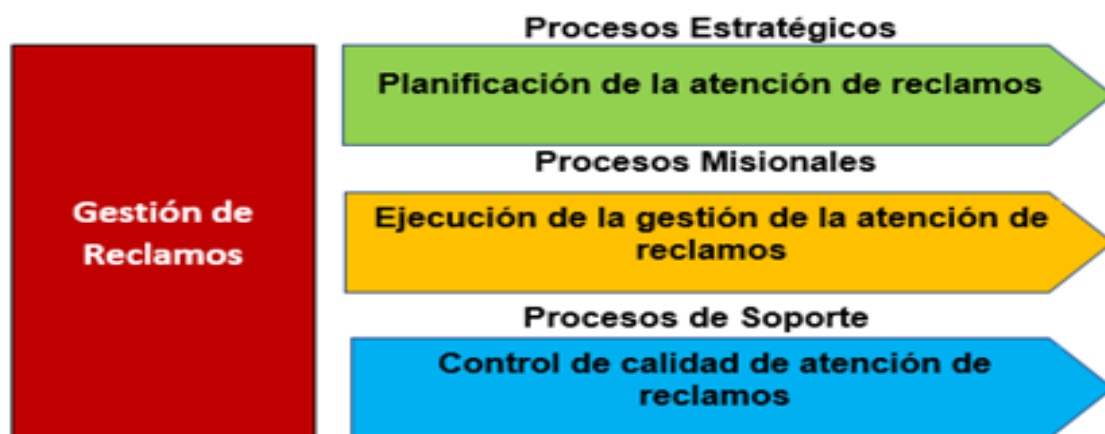 Procesos Estratégicos
Planificación de la atención de reclamos
Procesos Misionales
Gestión de
Reclamos
Ejecución de la gestión de la atención de
reclamos
Procesos de Soporte
Control de calidad de atención de
reclamos